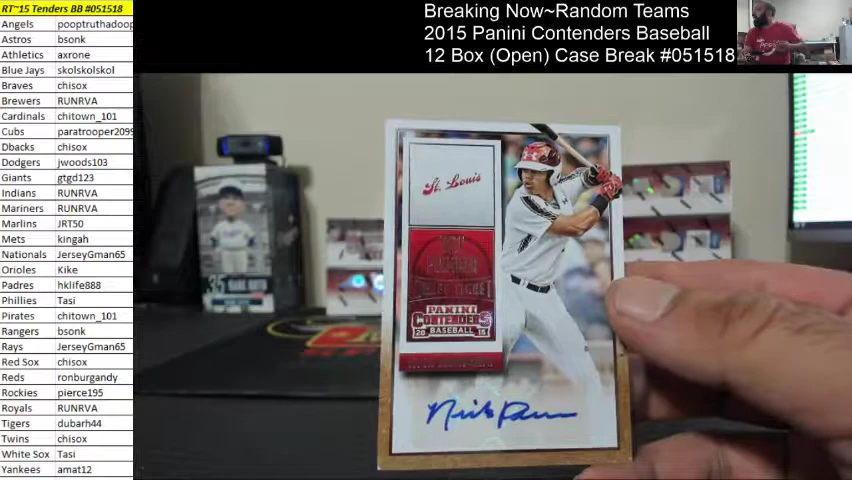 RT~15 Tenders BB #051518
Angels pooptruthadoop
Astros bsonk
Athletics axrone
Blue Jays skolskolskol
Braves chisox
Brewers RUNRVA
Cardinals chitown_101
Cubs paratrooper2099
Dbacks chisox
Dodgers jwoods103
Giants gtgd123
Indians RUNRVA
Mariners RUNRVA
Marlins JRT50
Mets kingah
Nationals JerseyGman65
Orioles Kike
Padres hklife888
Phillies Tasi
Pirates chitown_101
Rangers bsonk
Rays JerseyGman65
Red Sox chisox
Reds ronburgandy
Rockies pierce195
Royals RUNRVA
Tigers dubarh44
Twins chisox
White Sox Tasi
Yankees amat12
Breaking Now~Random Teams
2015 Panini Contenders Baseball
12 Box (Open) Case Break #051518
St. Louis
PANINI
CONTENDERS
20 BASEBALL 15
35